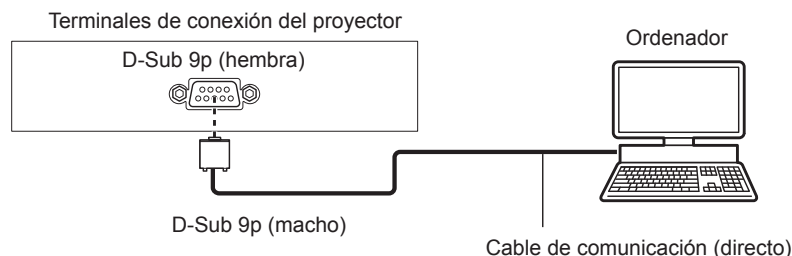 Terminales de conexión del proyector
D-Sub 9p (hembra)
Ordenador
D-Sub 9p (macho)
Cable de comunicación (directo)